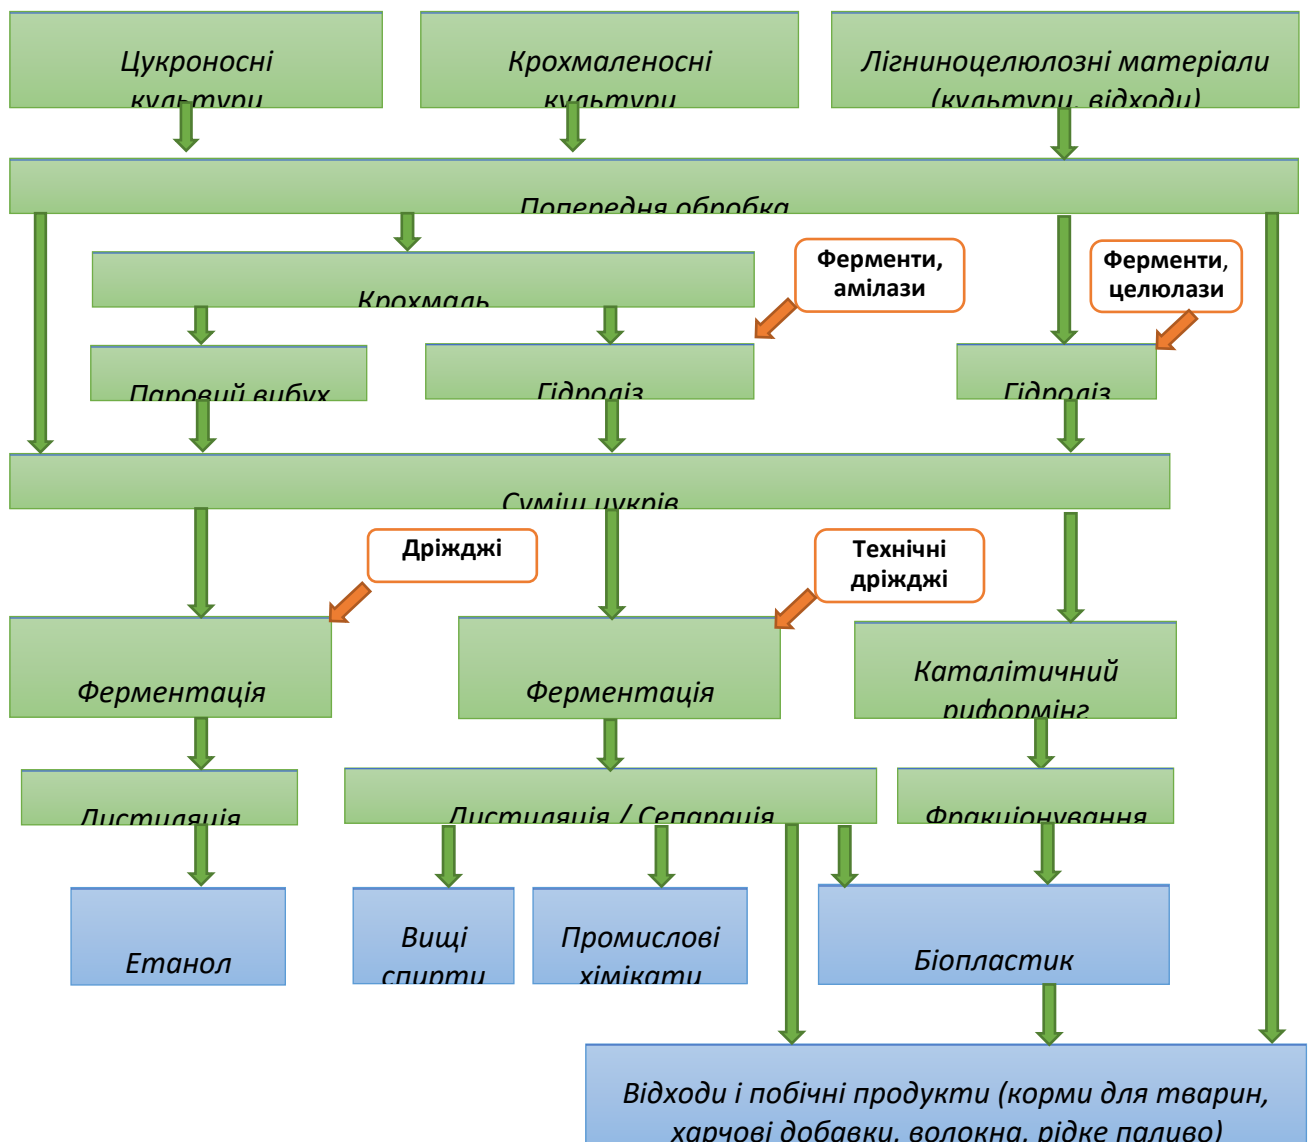 Цукроносні
культури
Крохмаленосні
культури
Лігниноцелюлозні матеріали
(культури, відходи)
Попередня обробка
Крохмаль
Ферменти,
амілази
Ферменти,
целюлази
Паровий вибух
Гідроліз
Гідроліз
Суміш цукрів
Дріжджі
Технічні
дріжджі
Ферментація
Ферментація
Каталітичний
риформінг
Дистиляція
Дистиляція / Сепарація
Фракціонування
Етанол
Вищі
спирти
Промислові
хімікати
Біопластик
Відходи і побічні продукти (корми для тварин,
харчові добавки, волокна, рідке паливо)